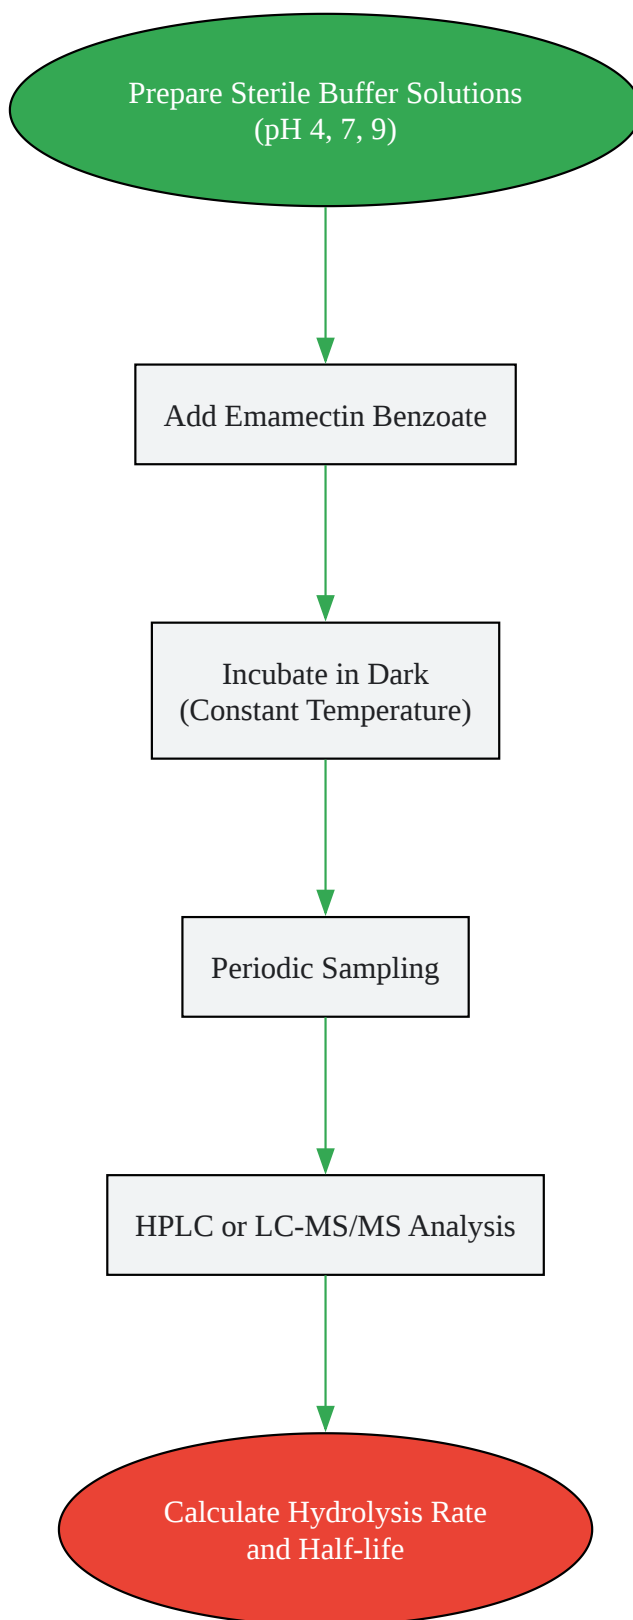 Prepare Sterile Buffer Solutions
(pH 4, 7, 9)
Add Emamectin Benzoate
Incubate in Dark
(Constant Temperature)
Periodic Sampling
HPLC or LC-MS/MS Analysis
Calculate Hydrolysis Rate
and Half-life